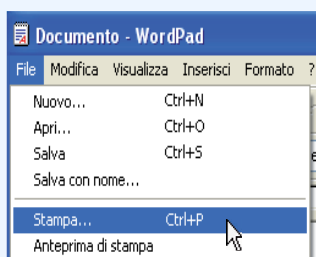 Documento - WordPad
File Modifica Visualizza Inserisci Formato ?
Nuovo... Ctrl+N
Apri... Ctrl+O
Salva Ctrl+S
Salva con nome...
Stampa... Ctrl+P
Anteprima di stampa